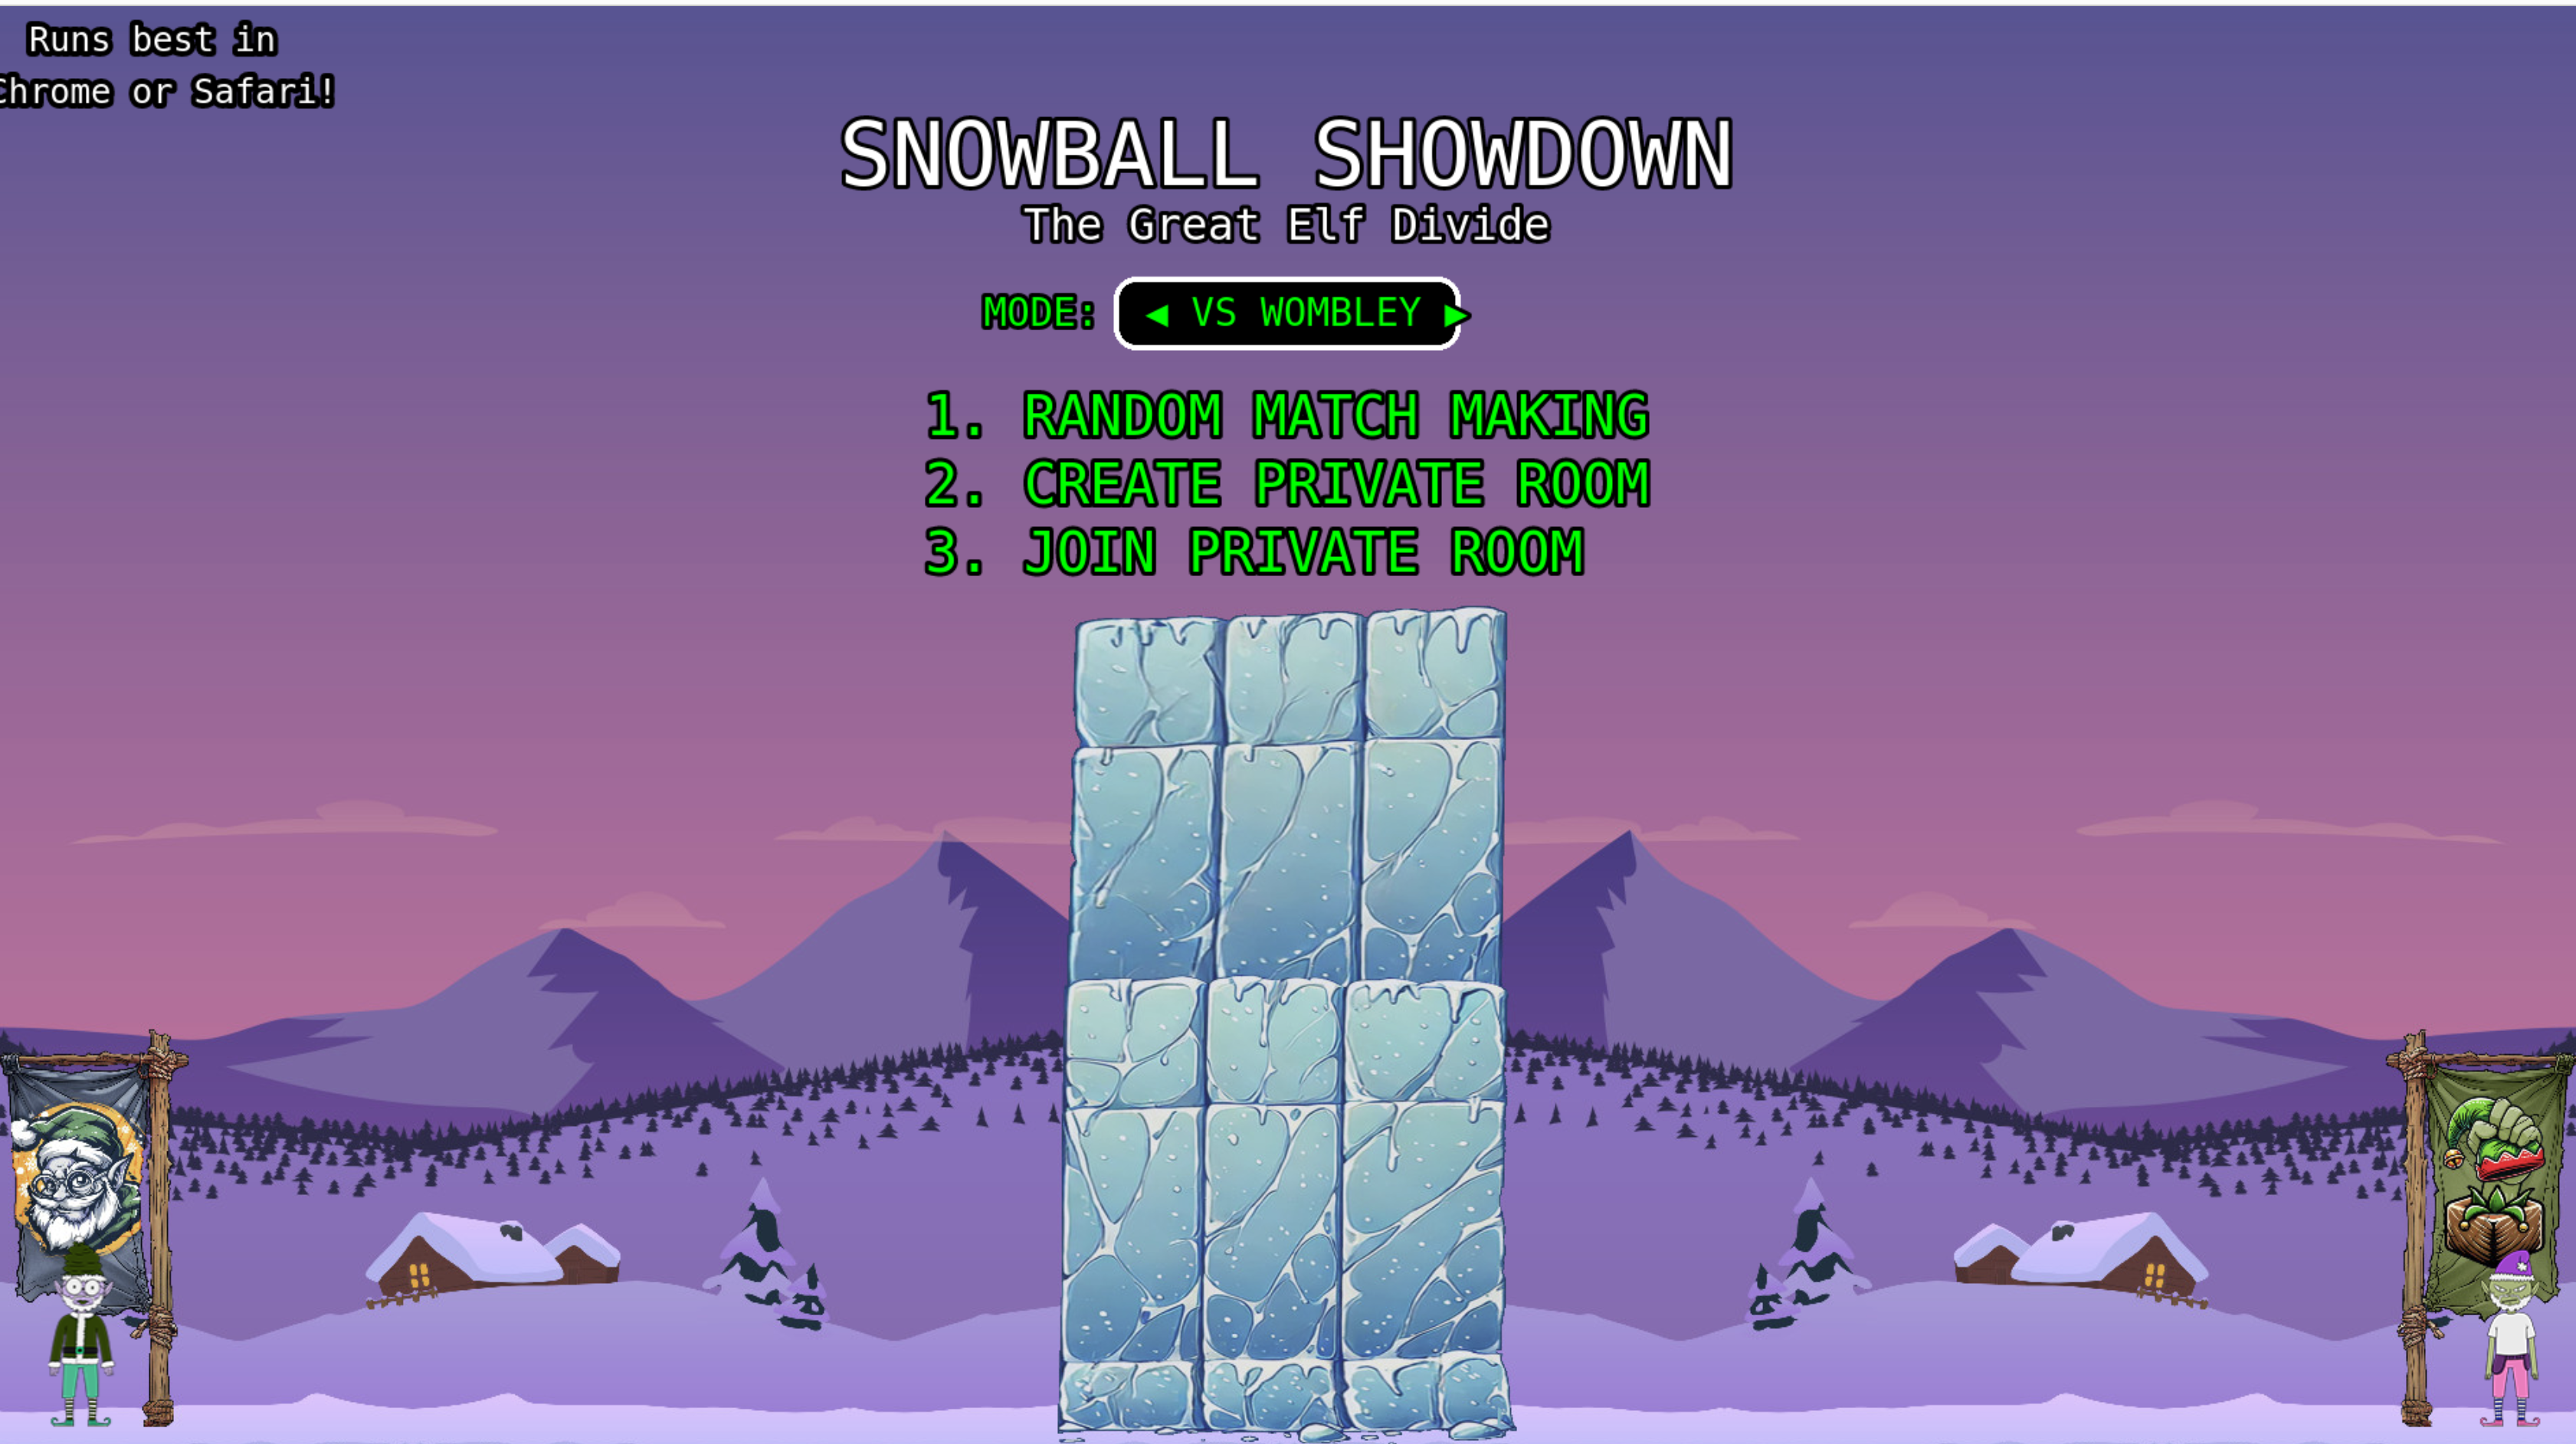 Runs best in
Chrome or Safari!
SNOWBALL SHOWDOWN
The Great Elf Divide
MODE: ◀ VS WOMBLEY ▶
1. RANDOM MATCH MAKING
2. CREATE PRIVATE ROOM
3. JOIN PRIVATE ROOM